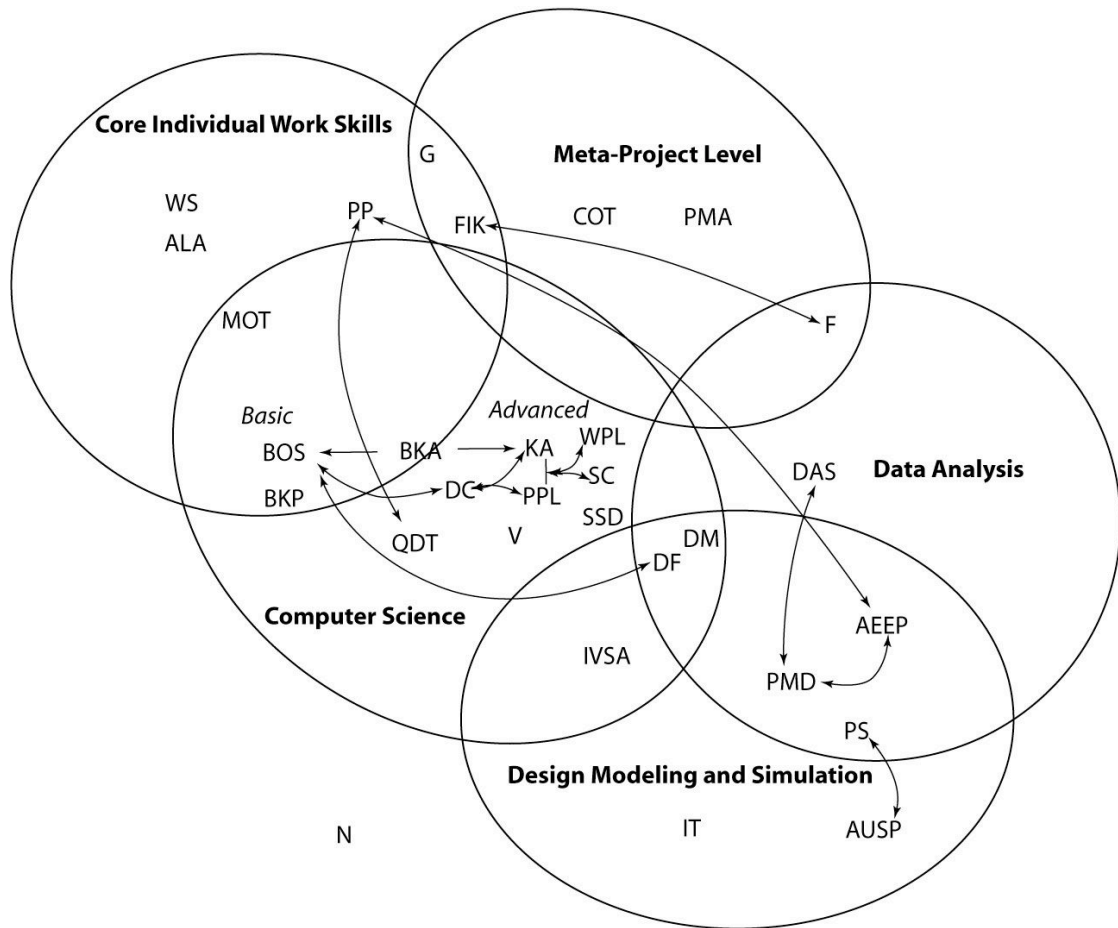 Core Individual Work Skills
G
Meta-Project Level
WS
PP
FIK
COT
PMA
ALA
MOT
F
Basic
Advanced
BOS
BKA
KA
WPL
DAS
Data Analysis
BKP
DC
PPL
SC
SSD
QDT
V
DM
DF
Computer Science
AEEP
IVSA
PMD
PS
Design Modeling and Simulation
N
IT
AUSP